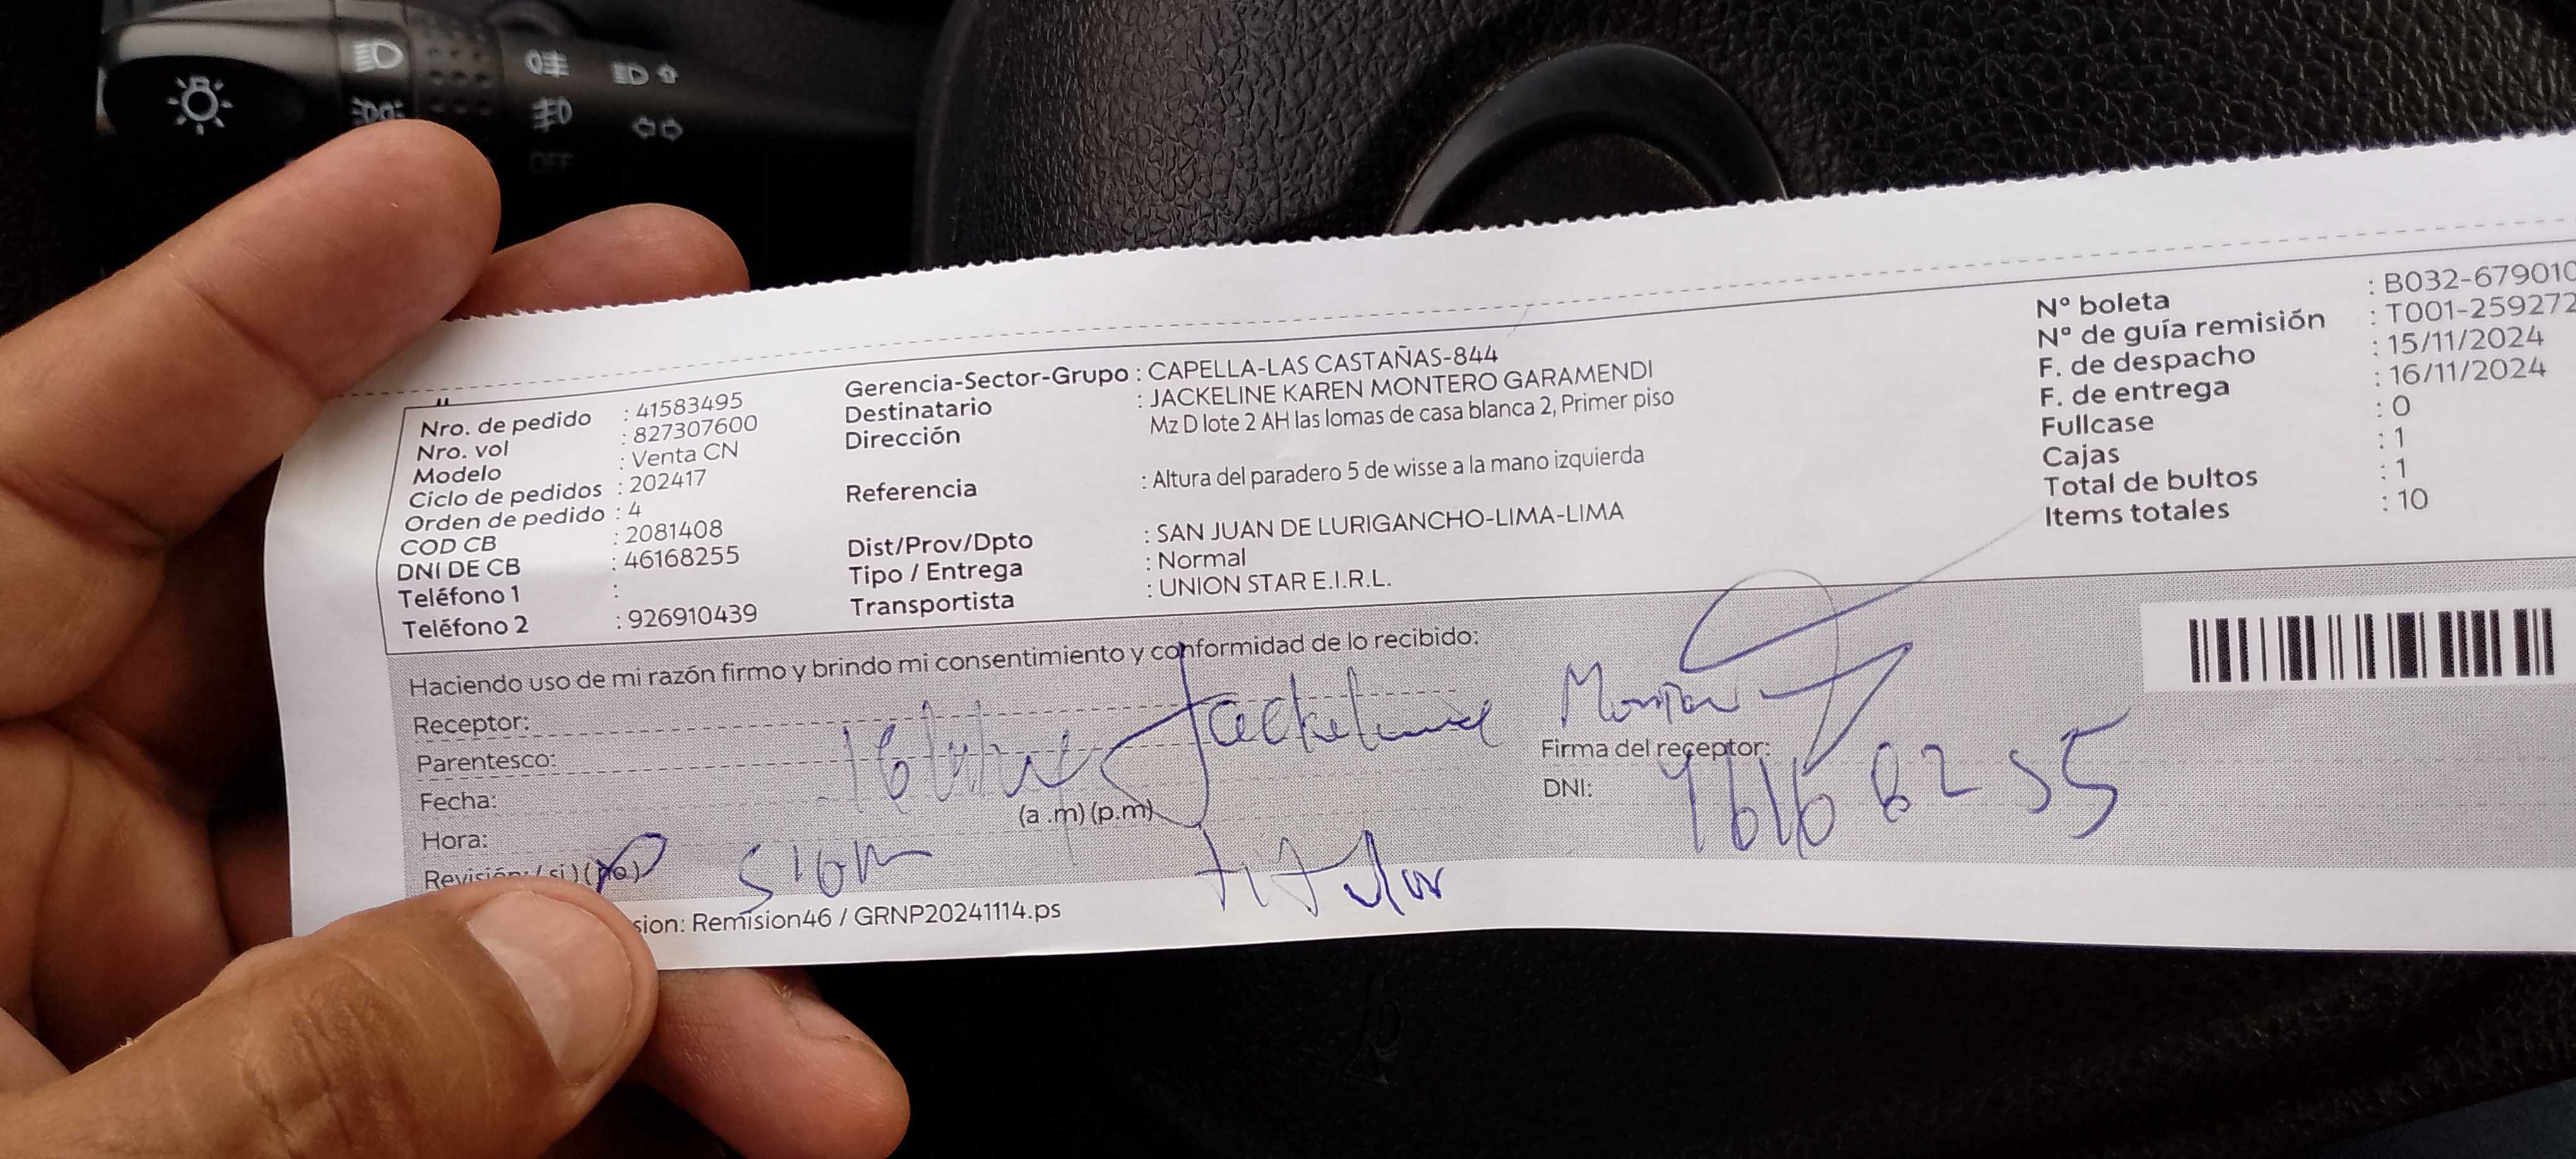 Nro. de pedido : 41583495
Nro. vol : 827307600
Modelo : Venta CN
Ciclo de pedidos : 202417
Orden de pedido : 4
COD CB : 2081408
DNI DE CB : 46168255
Teléfono 1 :
Teléfono 2 : 926910439
Gerencia-Sector-Grupo : CAPELLA-LAS CASTAÑAS-844
Destinatario : JACKELINE KAREN MONTERO GARAMENDI
Dirección Mz D lote 2 AH las lomas de casa blanca 2, Primer piso
Referencia : Altura del paradero 5 de wisse a la mano izquierda
Dist/Prov/Dpto : SAN JUAN DE LURIGANCHO-LIMA-LIMA
Tipo / Entrega : Normal
Transportista : UNION STAR E.I.R.L.
Nº boleta : B032-679010
Nº de guía remisión : T001-259272
F. de despacho : 15/11/2024
F. de entrega : 16/11/2024
Fullcase : 0
Cajas : 1
Total de bultos : 1
Items totales : 10
Haciendo uso de mi razón firmo y brindo mi consentimiento y conformidad de lo recibido:
Receptor: Jackeline
Parentesco:
Fecha:
Hora: (a .m) (p.m)
Revisión: (si) (no)
titular
Firma del receptor:
DNI: 46168255
sion: Remision46 / GRNP20241114.ps
OFF